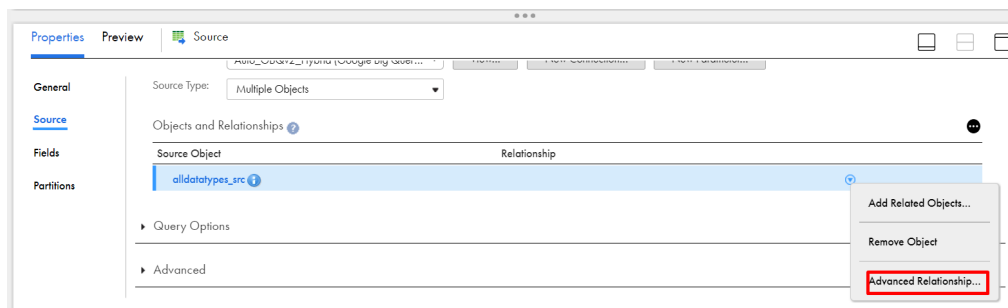 Properties Preview Source
General
Source Type: Multiple Objects
Source
Objects and Relationships
Fields
Source Object Relationship
Partitions
alldatatypes_src
Add Related Objects...
Query Options
Remove Object
Advanced
Advanced Relationship...